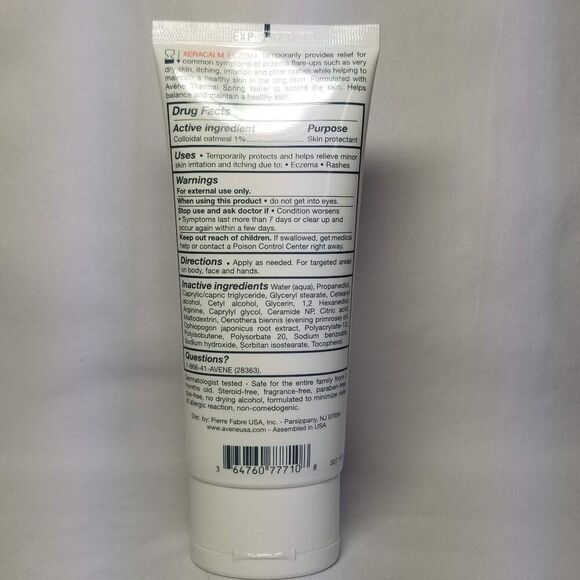 EXP
XERACALM ECZEMA temporarily provides relief for
common symptoms of eczema flare-ups such as very
dry skin, itching, irritation and other rashes while helping to
maintain a healthy skin in the long term. Formulated with
Avène Thermal Spring Water to soothe the skin. Helps
balance and maintain a healthy skin.
Drug Facts
Active ingredient Purpose
Colloidal oatmeal 1%........................ Skin protectant
Uses • Temporarily protects and helps relieve minor
skin irritation and itching due to: • Eczema • Rashes
Warnings
For external use only.
When using this product • do not get into eyes.
Stop use and ask doctor if • Condition worsens
• Symptoms last more than 7 days or clear up and
occur again within a few days.
Keep out reach of children. If swallowed, get medical
help or contact a Poison Control Center right away.
Directions • Apply as needed. For targeted areas
on body, face and hands.
Inactive ingredients Water (aqua), Propanediol,
Caprylic/capric triglyceride, Glyceryl stearate, Cetearyl
alcohol, Cetyl alcohol, Glycerin, 1,2 Hexanediol,
Arginine, Caprylyl glycol, Ceramide NP, Citric acid,
Maltodextrin, Oenothera biennis (evening primrose) oil,
Ophiopogon japonicus root extract, Polyacrylate-13,
Polyisobutene, Polysorbate 20, Sodium benzoate,
Sodium hydroxide, Sorbitan isostearate, Tocopherol.
Questions?
1-866-41-AVENE (28363).
Dermatologist tested - Safe for the entire family from
months old. Steroid-free, fragrance-free, paraben-free,
dye-free, no drying alcohol, formulated to minimize risk
of allergic reaction, non-comedogenic.
Dist. by: Pierre Fabre USA, Inc. - Parsippany, NJ 07054
www.aveneusa.com - Assembled in USA
3 64760 77710 8